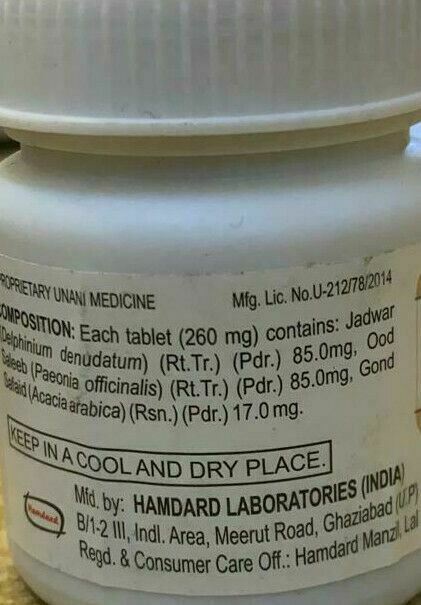 PROPRIETARY UNANI MEDICINE Mfg. Lic. No.U-212/78/2014
COMPOSITION: Each tablet (260 mg) contains: Jadwar
(Delphinium denudatum) (Rt.Tr.) (Pdr.) 85.0mg, Ood
Saleeb (Paeonia officinalis) (Rt.Tr.) (Pdr.) 85.0mg, Gond
Safaid (Acacia arabica) (Rsn.) (Pdr.) 17.0 mg.
KEEP IN A COOL AND DRY PLACE.
Hamdard
Mfd. by: HAMDARD LABORATORIES (INDIA)
B/1-2 III, Indl. Area, Meerut Road, Ghaziabad (U.P)
Regd. & Consumer Care Off.: Hamdard Manzil, Lal